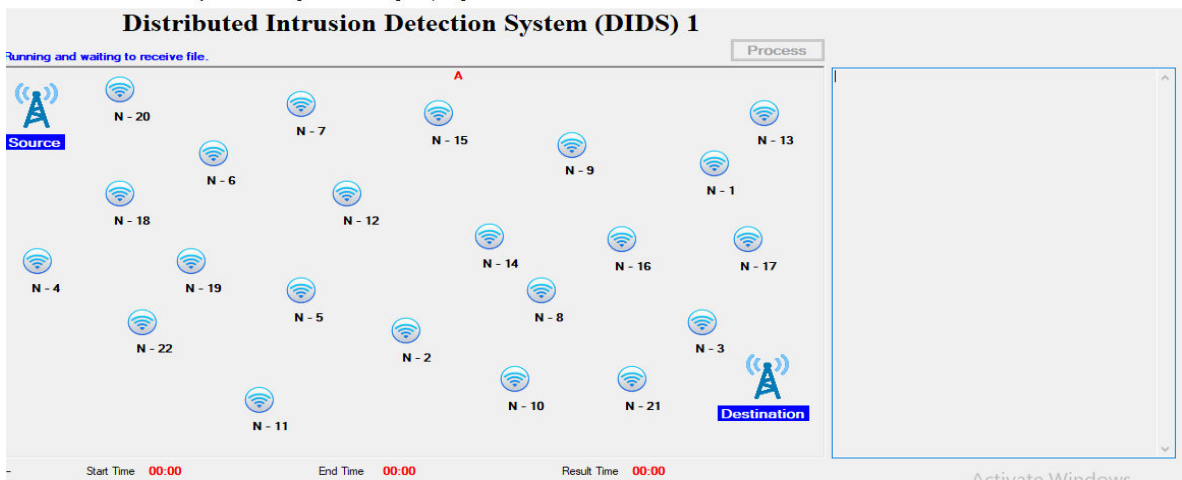 Distributed Intrusion Detection System (DIDS) 1
Running and waiting to receive file.
Process
A
Source
N - 20
N - 7
N - 15
N - 13
N - 9
N - 6
N - 1
N - 18
N - 12
N - 14
N - 16
N - 17
N - 4
N - 19
N - 5
N - 8
N - 22
N - 2
N - 3
N - 10
N - 21
Destination
N - 11
Start Time 00:00 End Time 00:00 Result Time 00:00
Activate Windows